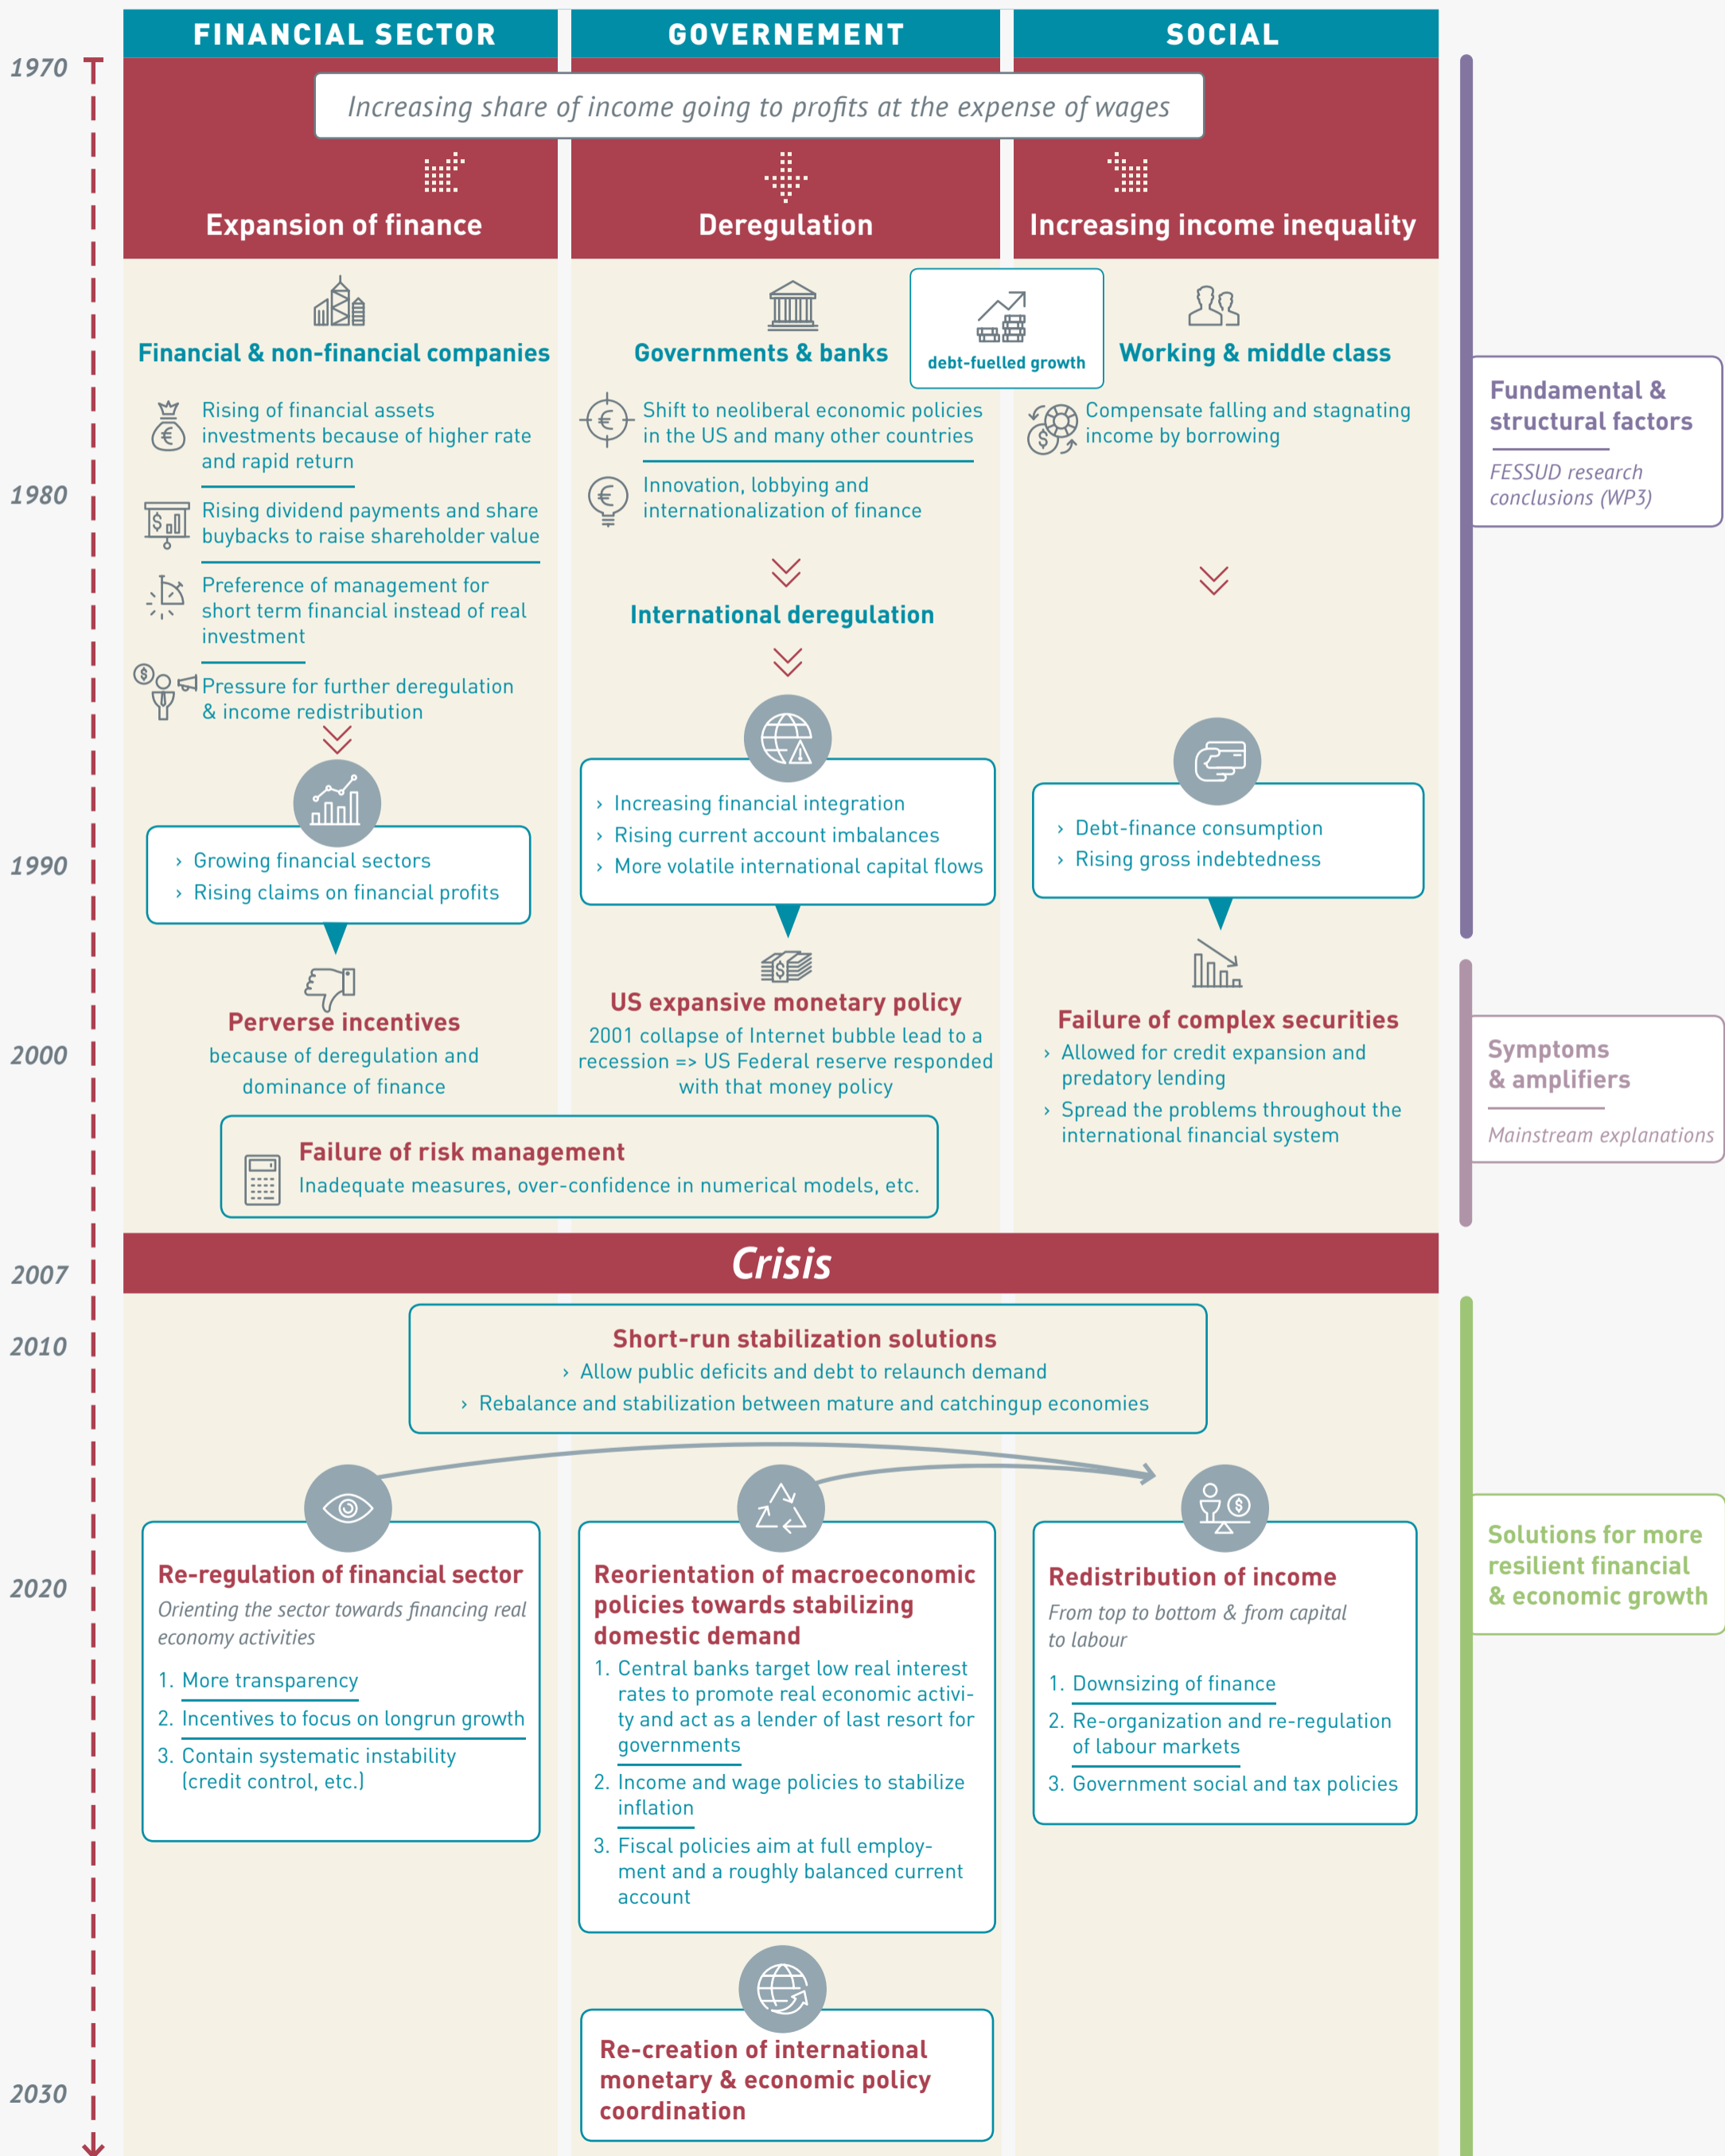 FINANCIAL SECTOR
GOVERNEMENT
SOCIAL
1970
Increasing share of income going to profits at the expense of wages
Expansion of finance
Deregulation
Increasing income inequality
Financial & non-financial companies
Rising of financial assets
investments because of higher rate
and rapid return
1980
Rising dividend payments and share
buybacks to raise shareholder value
Preference of management for
short term financial instead of real
investment
Pressure for further deregulation
& income redistribution
1990
› Growing financial sectors
› Rising claims on financial profits
Perverse incentives
because of deregulation and
dominance of finance
Governments & banks
debt-fuelled growth
Shift to neoliberal economic policies
in the US and many other countries
Innovation, lobbying and
internationalization of finance
International deregulation
› Increasing financial integration
› Rising current account imbalances
› More volatile international capital flows
US expansive monetary policy
2001 collapse of Internet bubble lead to a
recession => US Federal reserve responded
with that money policy
Working & middle class
Compensate falling and stagnating
income by borrowing
› Debt-finance consumption
› Rising gross indebtedness
Failure of complex securities
› Allowed for credit expansion and
predatory lending
› Spread the problems throughout the
international financial system
2000
Failure of risk management
Inadequate measures, over-confidence in numerical models, etc.
Fundamental &
structural factors
FESSUD research
conclusions (WP3)
Symptoms
& amplifiers
Mainstream explanations
2007
Crisis
2010
Short-run stabilization solutions
› Allow public deficits and debt to relaunch demand
› Rebalance and stabilization between mature and catchingup economies
2020
Re-regulation of financial sector
Orienting the sector towards financing real
economy activities
1. More transparency
2. Incentives to focus on longrun growth
3. Contain systematic instability
(credit control, etc.)
Reorientation of macroeconomic
policies towards stabilizing
domestic demand
1. Central banks target low real interest
rates to promote real economic activi-
ty and act as a lender of last resort for
governments
2. Income and wage policies to stabilize
inflation
3. Fiscal policies aim at full employ-
ment and a roughly balanced current
account
Redistribution of income
From top to bottom & from capital
to labour
1. Downsizing of finance
2. Re-organization and re-regulation
of labour markets
3. Government social and tax policies
Solutions for more
resilient financial
& economic growth
2030
Re-creation of international
monetary & economic policy
coordination